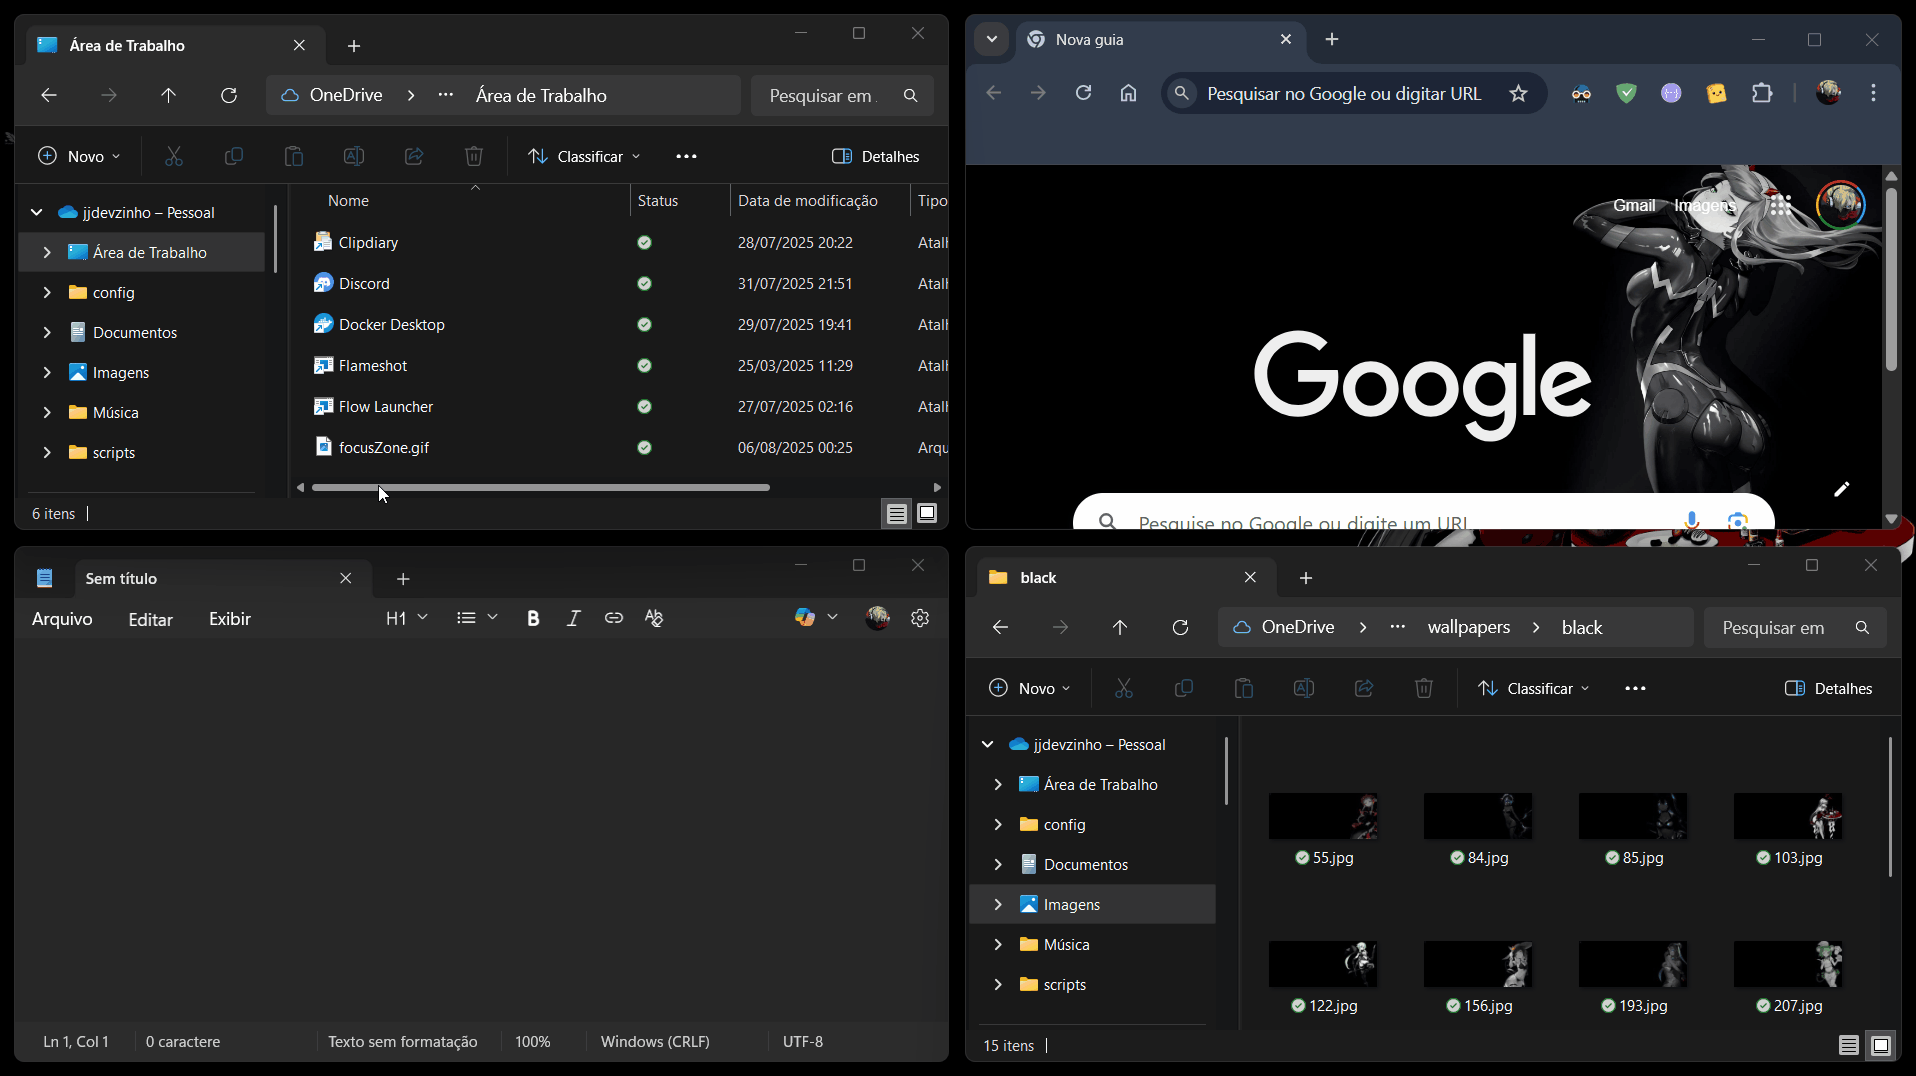 Área de Trabalho
OneDrive
Área de Trabalho
Pesquisar em
Novo
Classificar
Detalhes
jjdevzinho – Pessoal
Área de Trabalho
config
Documentos
Imagens
Música
scripts
Nome
Status
Data de modificação
Tipo
Clipdiary
28/07/2025 20:22
Atalh
Discord
31/07/2025 21:51
Atalh
Docker Desktop
29/07/2025 19:41
Atalh
Flameshot
25/03/2025 11:29
Atalh
Flow Launcher
27/07/2025 02:16
Atalh
focusZone.gif
06/08/2025 00:25
Arqu
6 itens
Nova guia
Pesquisar no Google ou digitar URL
Gmail
Imagens
Google
Pesquise no Google ou digite um URL
Sem título
Arquivo
Editar
Exibir
H1
B
I
Ln 1, Col 1
0 caractere
Texto sem formatação
100%
Windows (CRLF)
UTF-8
black
OneDrive
wallpapers
black
Pesquisar em
Novo
Classificar
Detalhes
jjdevzinho – Pessoal
Área de Trabalho
config
Documentos
Imagens
Música
scripts
55.jpg
84.jpg
85.jpg
103.jpg
122.jpg
156.jpg
193.jpg
207.jpg
15 itens